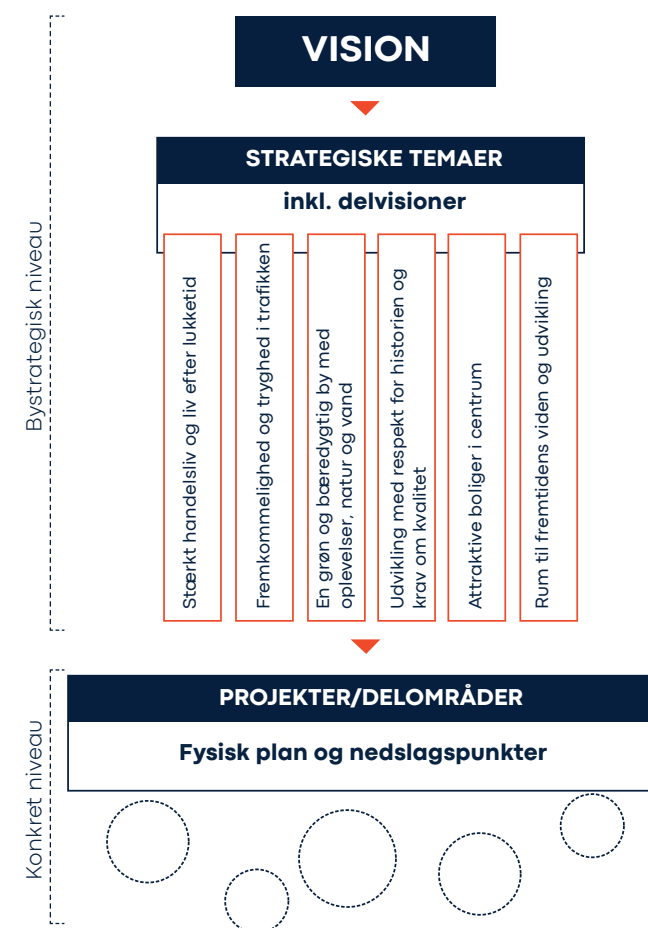 VISION
STRATEGISKE TEMAER
inkl. delvisioner
Bystrategisk niveau
Stærkt handelsliv og liv efter lukketid
Fremkommelighed og tryghed i trafikken
En grøn og bæredygtig by med
oplevelser, natur og vand
Udvikling med respekt for historien og
krav om kvalitet
Attraktive boliger i centrum
Rum til fremtidens viden og udvikling
PROJEKTER/DELOMRÅDER
Fysisk plan og nedslagspunkter
Konkret niveau